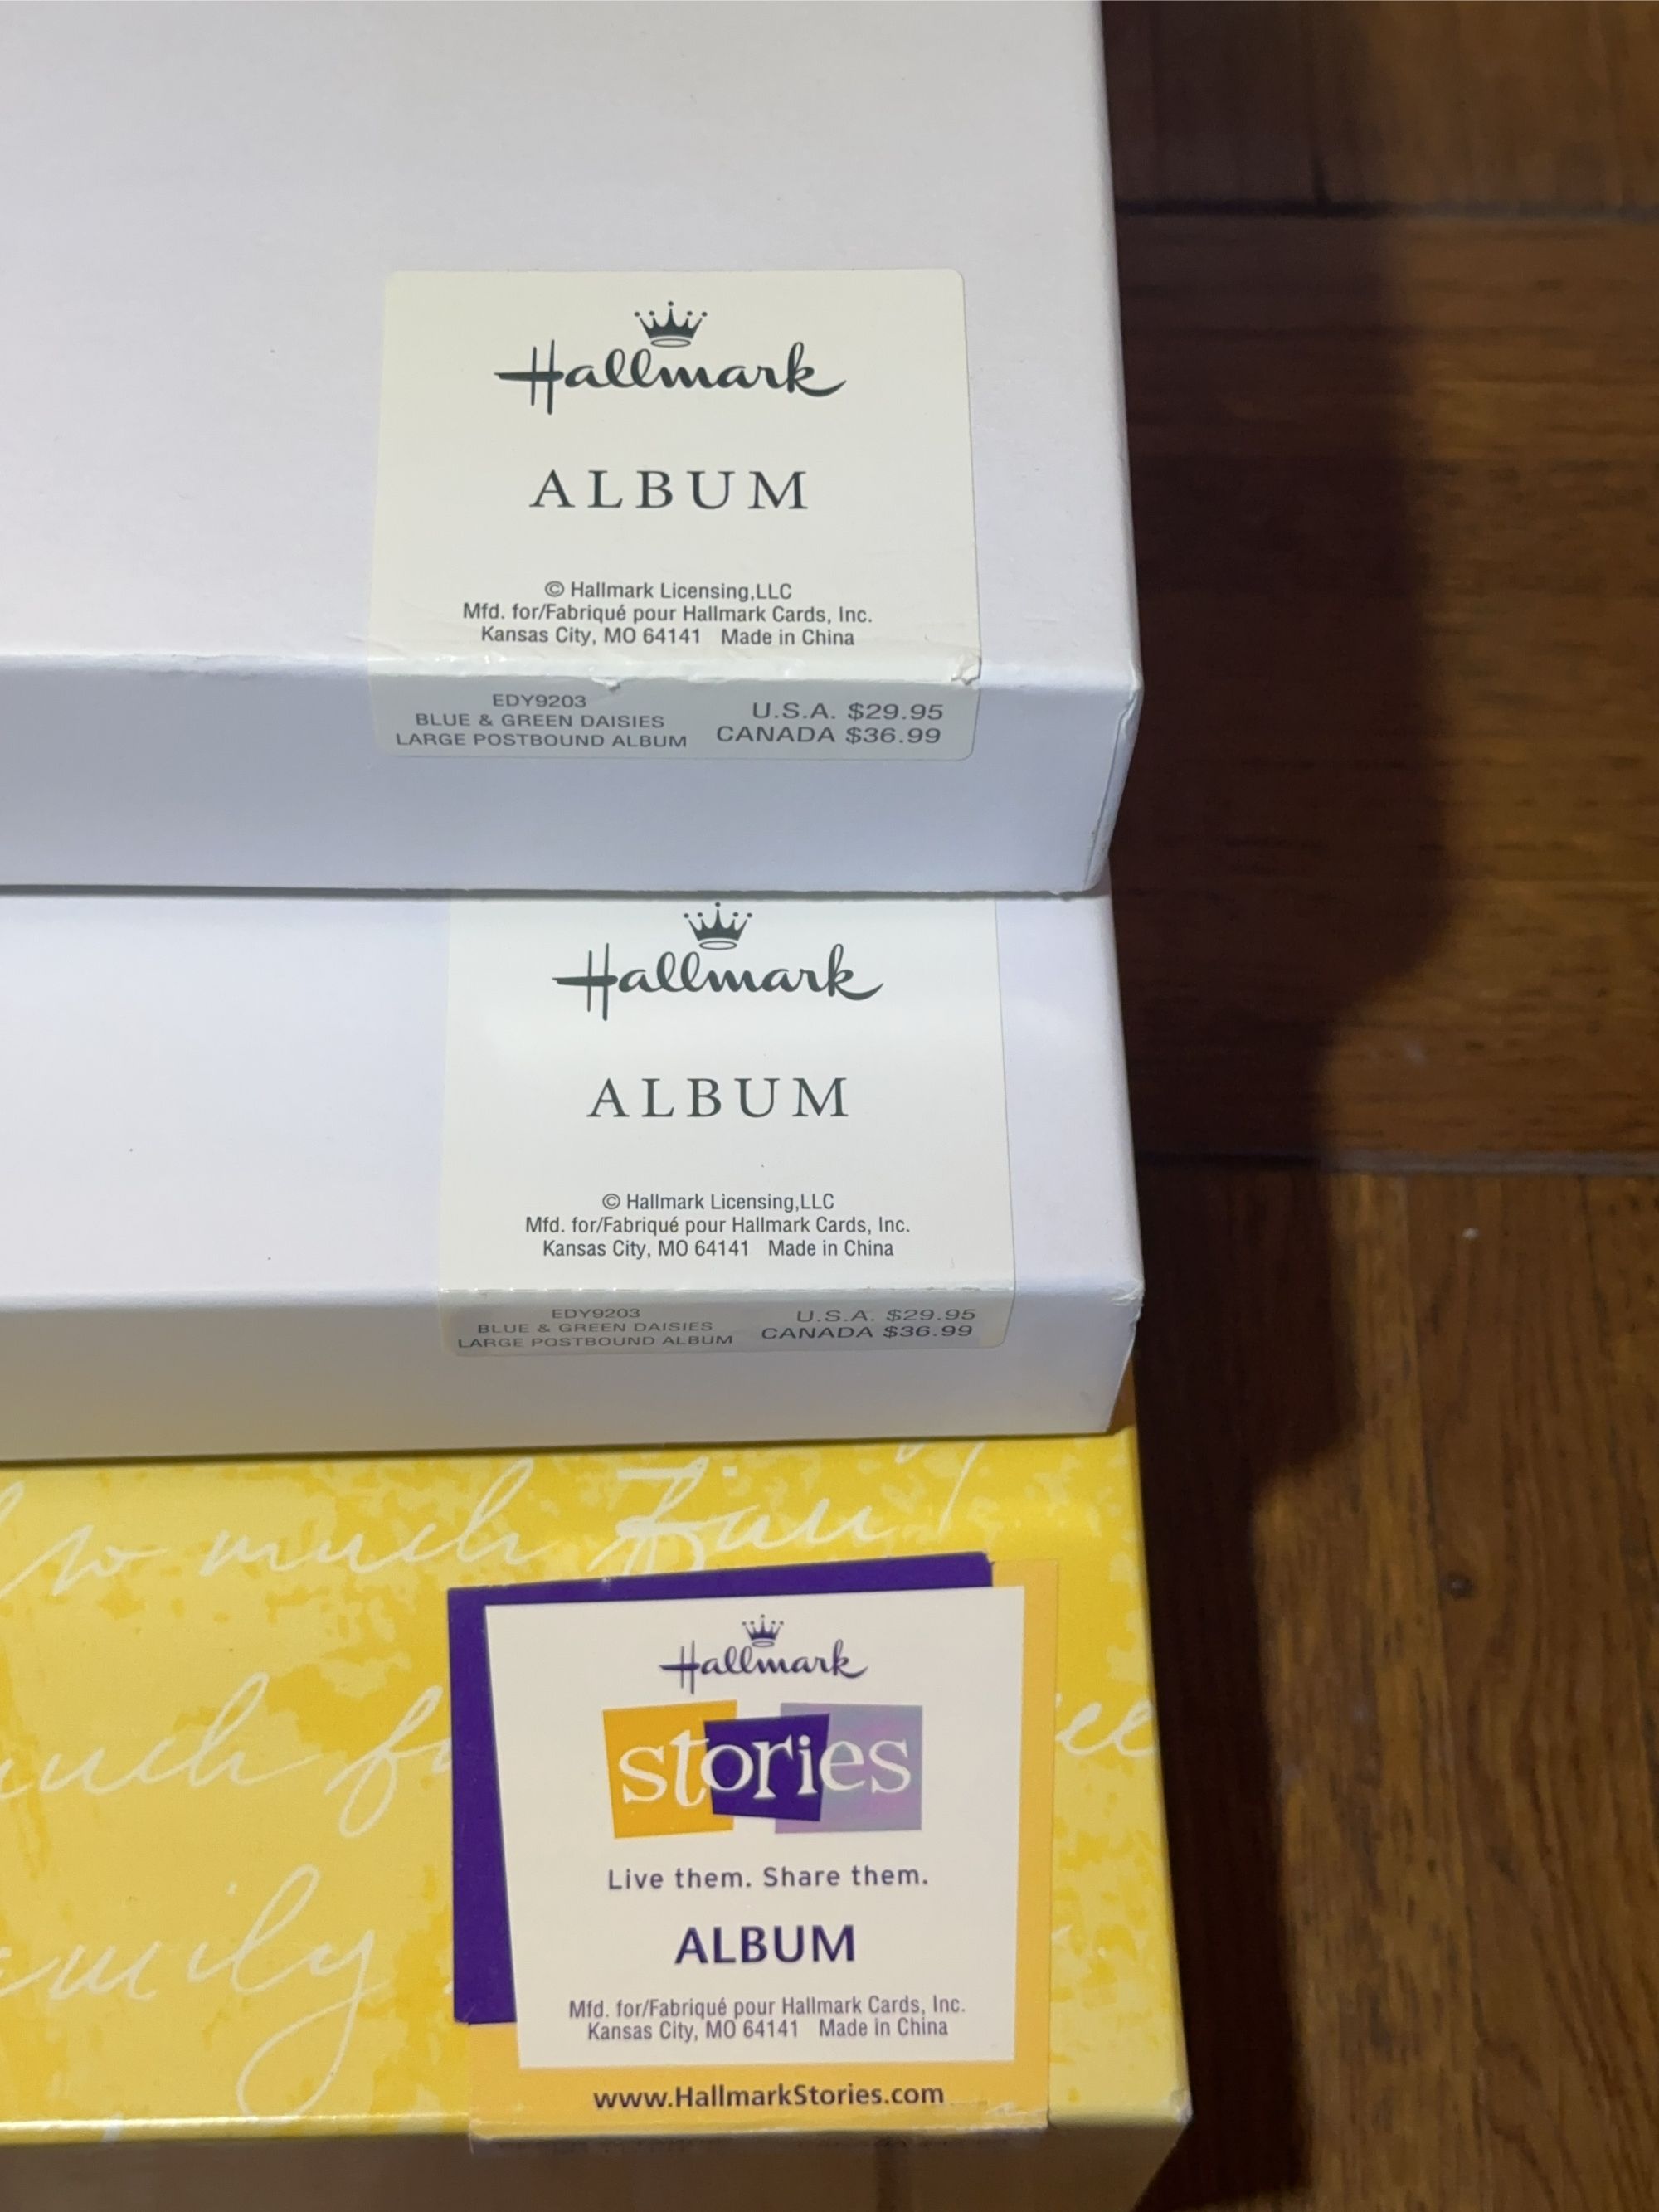 Hallmark
ALBUM
© Hallmark Licensing,LLC
Mfd. for/Fabriqué pour Hallmark Cards, Inc.
Kansas City, MO 64141 Made in China
EDY9203
BLUE & GREEN DAISIES
LARGE POSTBOUND ALBUM
U.S.A. $29.95
CANADA $36.99
Hallmark
ALBUM
© Hallmark Licensing,LLC
Mfd. for/Fabriqué pour Hallmark Cards, Inc.
Kansas City, MO 64141 Made in China
EDY9203
BLUE & GREEN DAISIES
LARGE POSTBOUND ALBUM
U.S.A. $29.95
CANADA $36.99
so much
Hallmark
stories
Live them. Share them.
ALBUM
Mfd. for/Fabriqué pour Hallmark Cards, Inc.
Kansas City, MO 64141 Made in China
www.HallmarkStories.com